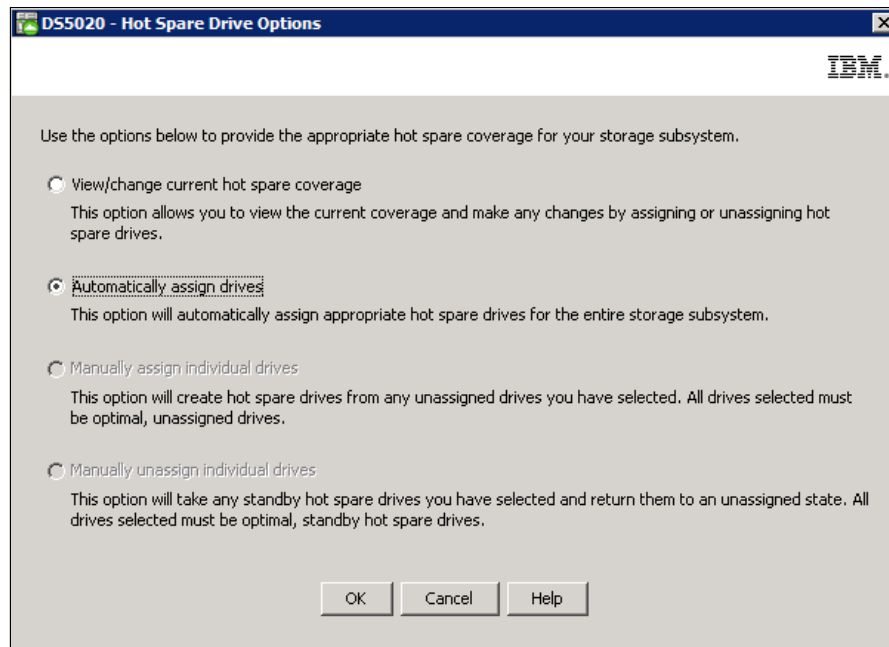 DS5020 - Hot Spare Drive Options
IBM.
Use the options below to provide the appropriate hot spare coverage for your storage subsystem.
View/change current hot spare coverage
This option allows you to view the current coverage and make any changes by assigning or unassigning hot
spare drives.
Automatically assign drives
This option will automatically assign appropriate hot spare drives for the entire storage subsystem.
Manually assign individual drives
This option will create hot spare drives from any unassigned drives you have selected. All drives selected must
be optimal, unassigned drives.
Manually unassign individual drives
This option will take any standby hot spare drives you have selected and return them to an unassigned state. All
drives selected must be optimal, standby hot spare drives.
OK Cancel Help